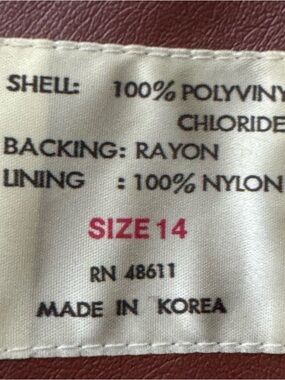 SHELL: 100% POLYVINY
CHLORIDE
BACKING: RAYON
LINING : 100% NYLON
SIZE 14
RN 48611
MADE IN KOREA